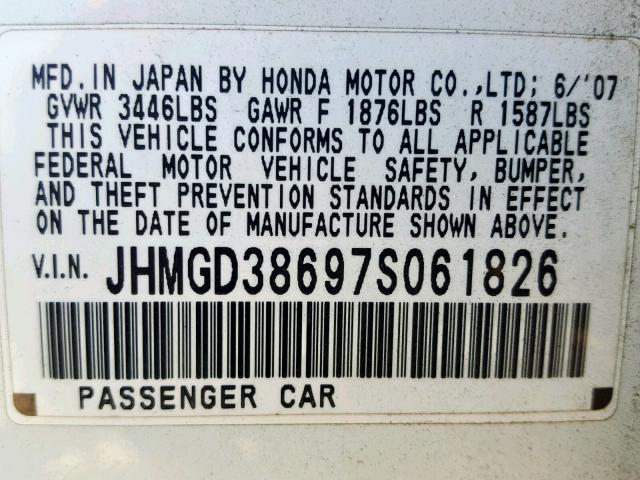 MFD. IN JAPAN BY HONDA MOTOR CO., LTD; 6/'07
GVWR 3446LBS GAWR F 1876LBS R 1587LBS
THIS VEHICLE CONFORMS TO ALL APPLICABLE
FEDERAL MOTOR VEHICLE SAFETY, BUMPER,
AND THEFT PREVENTION STANDARDS IN EFFECT
ON THE DATE OF MANUFACTURE SHOWN ABOVE.
V.I.N. JHMGD38697S061826
PASSENGER CAR